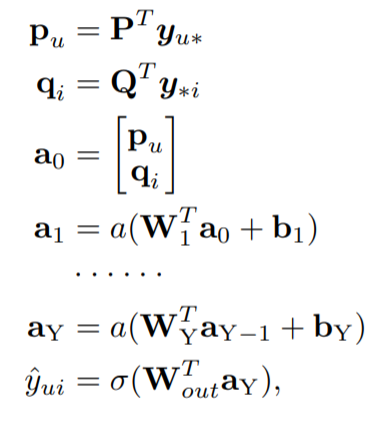 p_u = P^T y_{u*}
q_i = Q^T y_{*i}
a_0 = [p_u q_i]
a_1 = a(W_1^T a_0 + b_1)
......
a_Y = a(W_Y^T a_{Y-1} + b_Y)
ŷ_{ui} = σ(W_{out}^T a_Y),